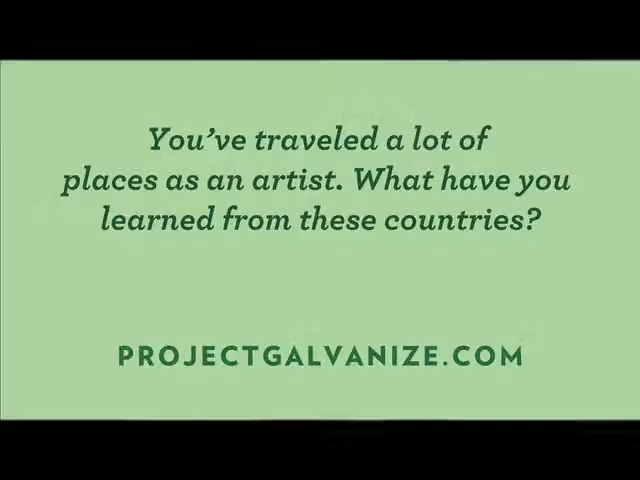 You've traveled a lot of
places as an artist. What have you
learned from these countries?
PROJECTGALVANIZE.COM